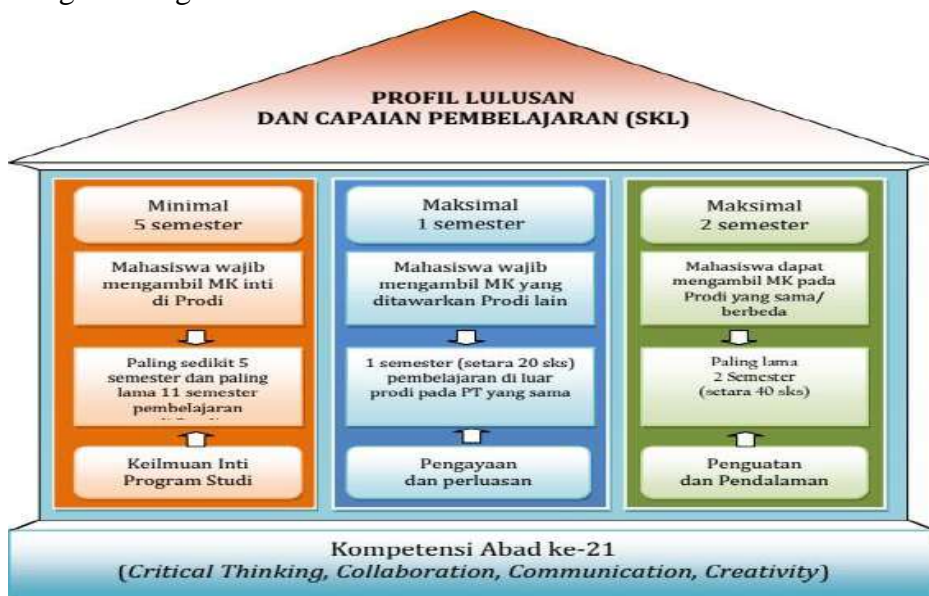 PROFIL LULUSAN
DAN CAPAIAN PEMBELAJARAN (SKL)
Minimal
5 semester
Mahasiswa wajib
mengambil MK inti
di Prodi
Paling sedikit 5
semester dan paling
lama 11 semester
pembelajaran
Keilmuan Inti
Program Studi
Maksimal
1 semester
Mahasiswa wajib
mengambil MK yang
ditawarkan Prodi lain
1 semester (setara 20 sks)
pembelajaran di luar
prodi pada PT yang sama
Pengayaan
dan perluasan
Maksimal
2 semester
Mahasiswa dapat
mengambil MK pada
Prodi yang sama/
berbeda
Paling lama
2 Semester
(setara 40 sks)
Penguatan
dan Pendalaman
Kompetensi Abad ke-21
(Critical Thinking, Collaboration, Communication, Creativity)